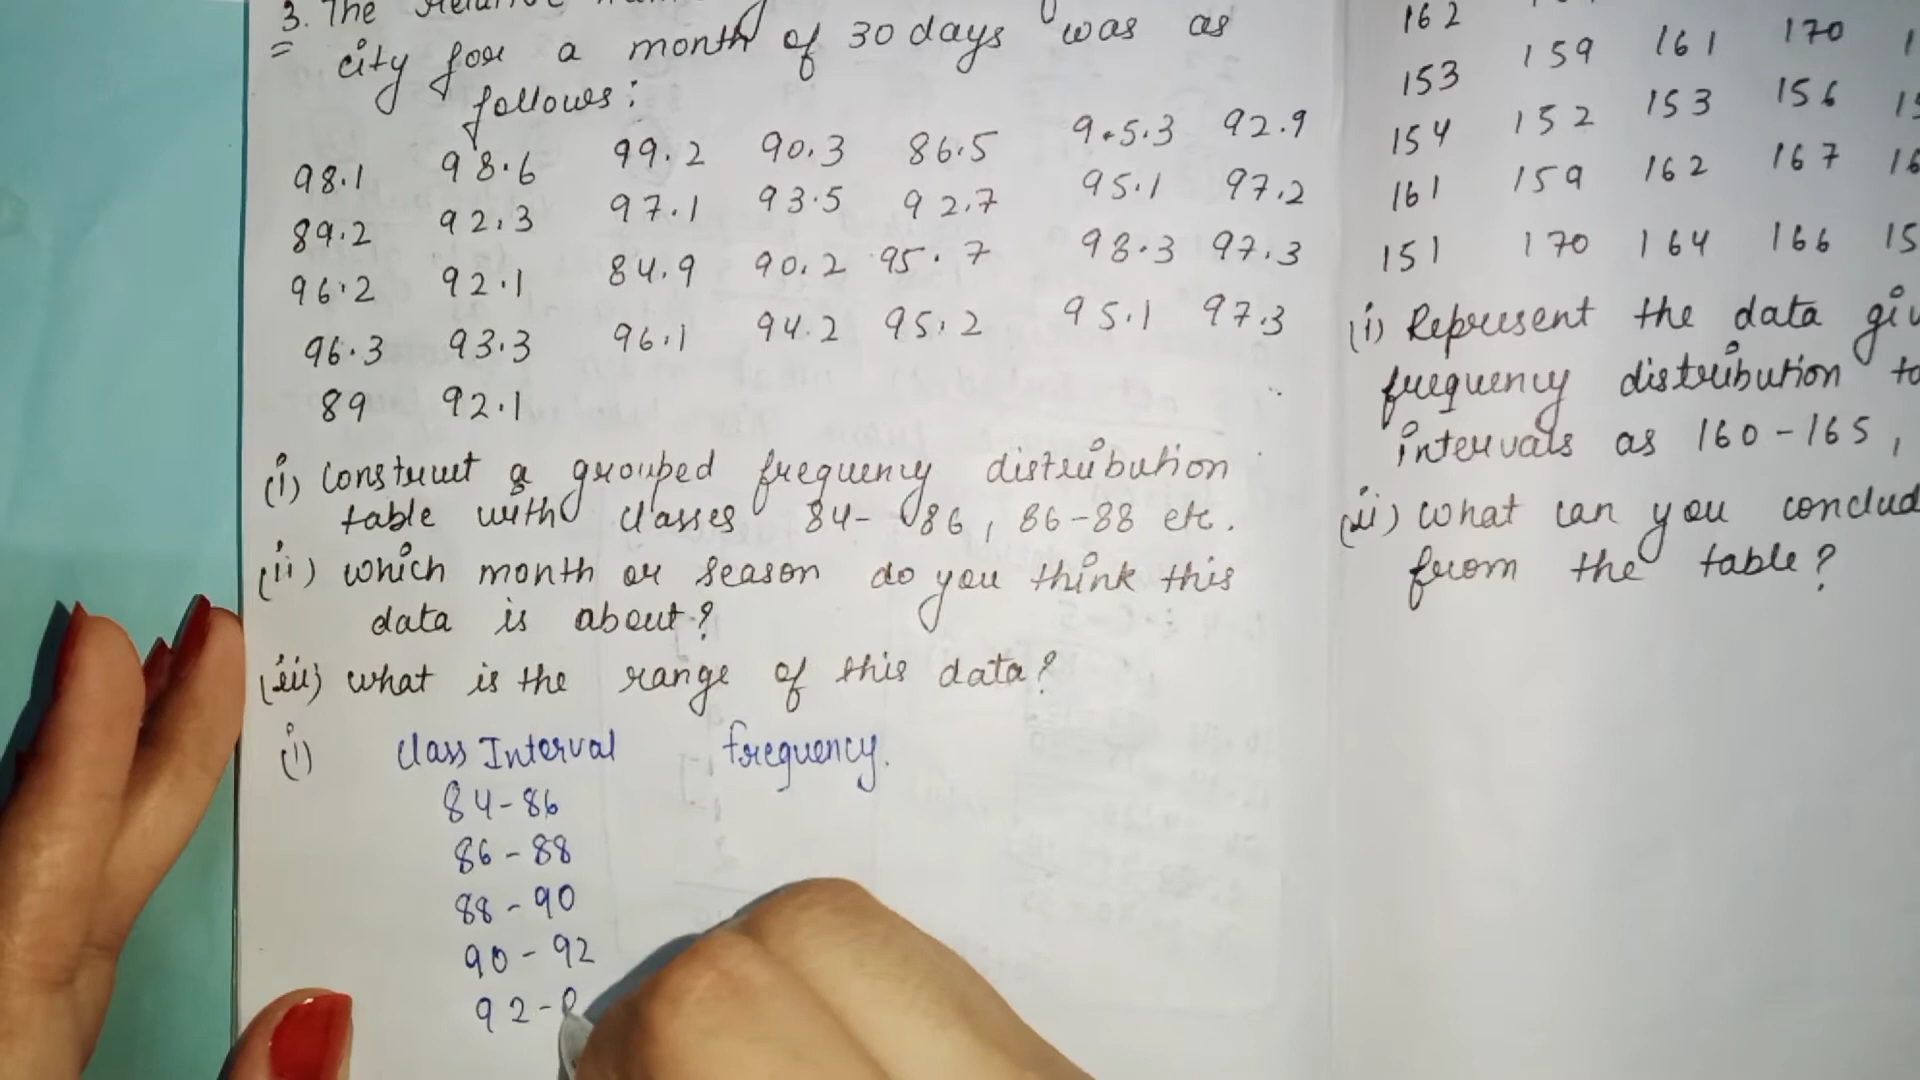 3. The
city for a month of 30 days was as
follows:
98.1 98.6 99.2 90.3 86.5 9.5.3 92.9
89.2 92.3 97.1 93.5 92.7 95.1 97.2
96.2 92.1 84.9 90.2 95.7 98.3 97.3
96.3 93.3 96.1 94.2 95.2 95.1 97.3
89 92.1
(i) Construct a grouped frequency distribution
table with classes 84-86, 86-88 etc.
(ii) which month or season do you think this
data is about?
(iii) what is the range of this data?
(i) class Interval frequency.
84-86
86-88
88-90
90-92
92-
162
153 159 161 170
154 152 153 156
161 159 162 167
151 170 164 166
(i) Represent the data
frequency distribution
intervals as 160-165,
(ii) what can you
from the table?